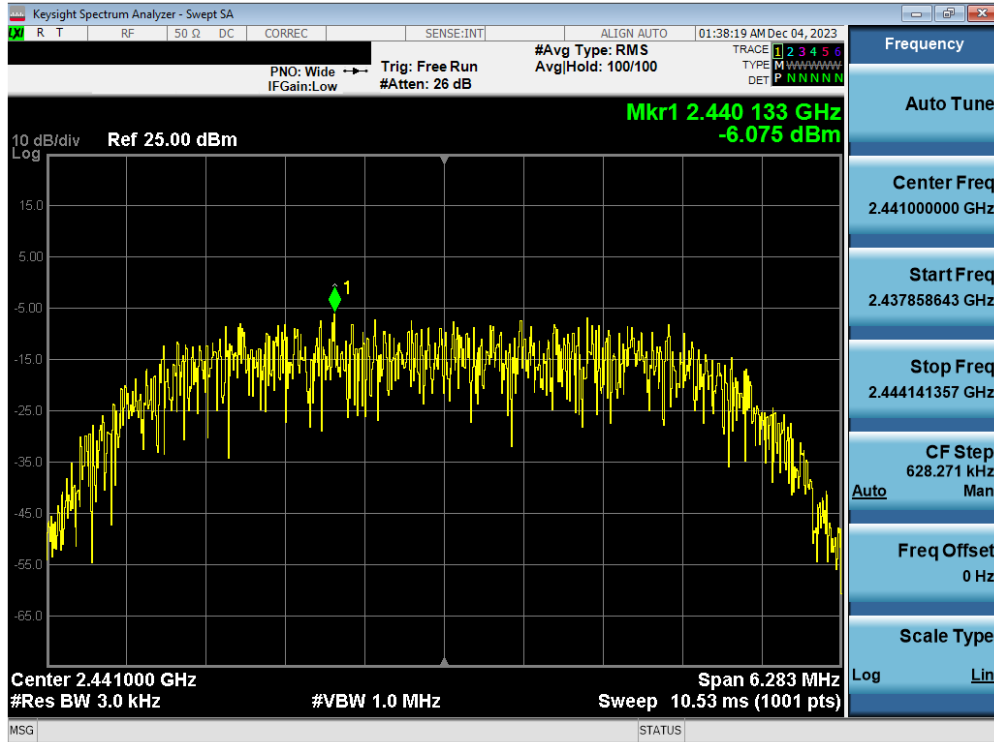 Keysight Spectrum Analyzer - Swept SA
LXI R T RF 50 Ω DC CORREC SENSE:INT ALIGN AUTO 01:38:19 AM Dec 04, 2023
PNO: Wide
IFGain:Low
Trig: Free Run
#Atten: 26 dB
#Avg Type: RMS
Avg|Hold: 100/100
TRACE 1 2 3 4 5 6
TYPE M WWWWW
DET P N N N N N
Mkr1 2.440 133 GHz
-6.075 dBm
10 dB/div
Log
Ref 25.00 dBm
15.0
5.00
-5.00
-15.0
-25.0
-35.0
-45.0
-55.0
-65.0
1
Center 2.441000 GHz
Span 6.283 MHz
#Res BW 3.0 kHz
#VBW 1.0 MHz
Sweep 10.53 ms (1001 pts)
MSG
STATUS
Frequency
Auto Tune
Center Freq
2.441000000 GHz
Start Freq
2.437858643 GHz
Stop Freq
2.444141357 GHz
CF Step
628.271 kHz
Auto Man
Freq Offset
0 Hz
Scale Type
Log Lin